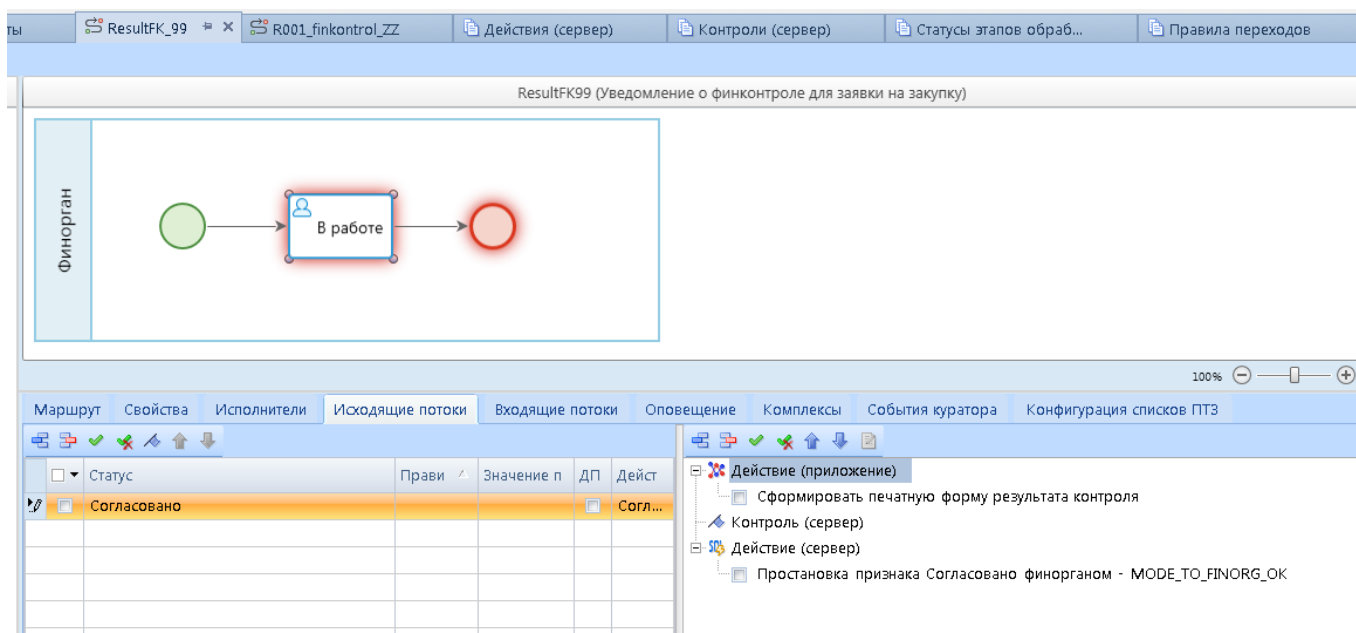 ты ResultFK_99 R001_finkontrol_ZZ Действия (сервер) Контроли (сервер) Статусы этапов обраб... Правила переходов
ResultFK99 (Уведомление о финконтроле для заявки на закупку)
Финорган
В работе
100%
Маршрут Свойства Исполнители Исходящие потоки Входящие потоки Оповещение Комплексы События куратора Конфигурация списков ПТЗ
Статус Прави Значение п ДП Дейст
Согласовано Согл...
Действие (приложение)
Сформировать печатную форму результата контроля
Контроль (сервер)
SQL Действие (сервер)
Простановка признака Согласовано финорганом - MODE_TO_FINORG_OK